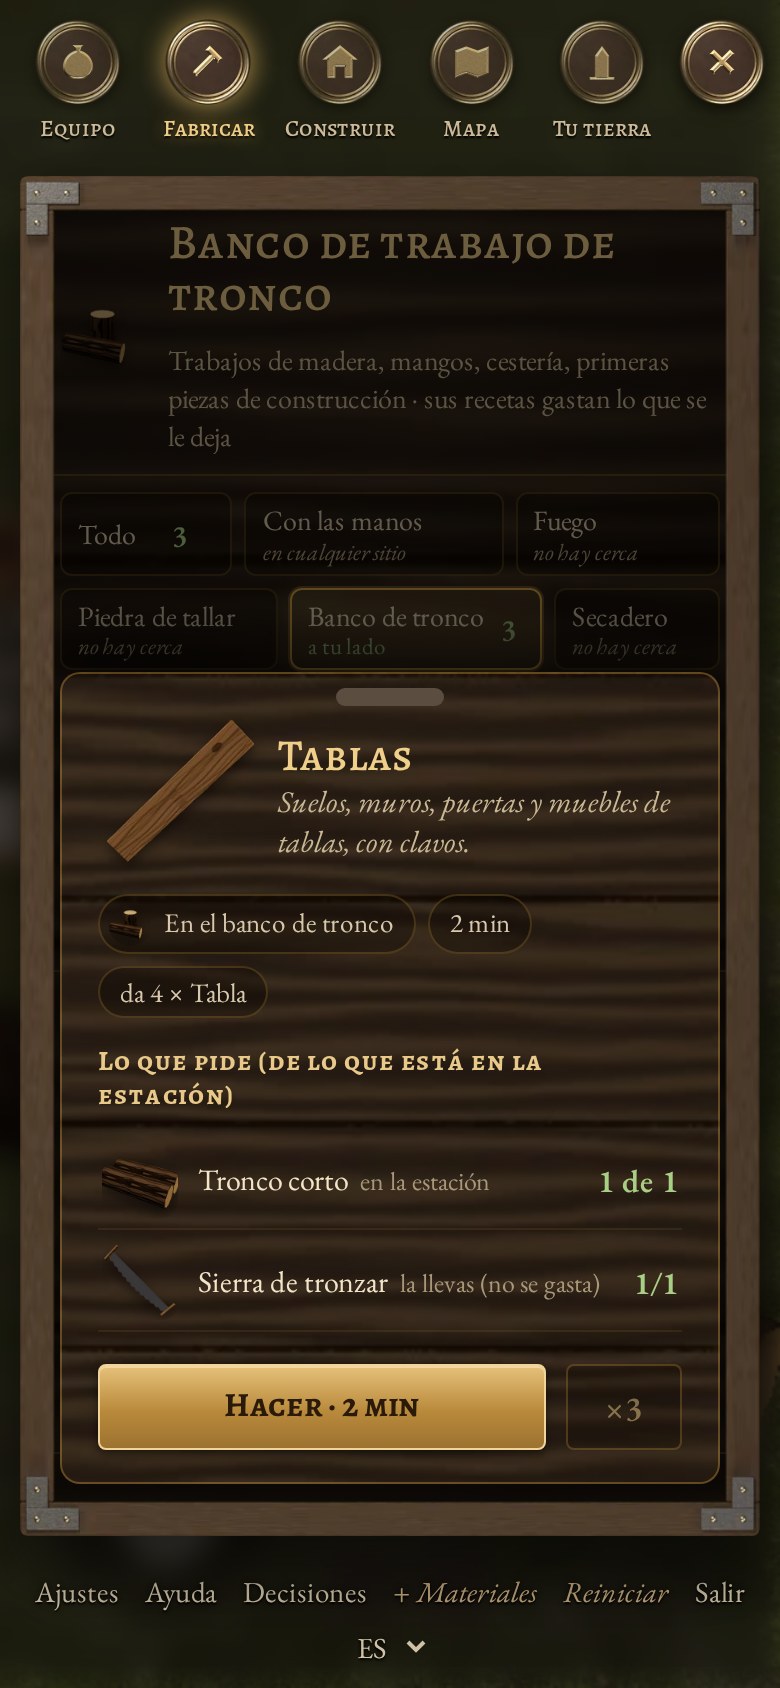 Equipo
Fabricar
Construir
Mapa
Tu tierra
Banco de trabajo de
tronco
Trabajos de madera, mangos, cestería, primeras
piezas de construcción · sus recetas gastan lo que se
le deja
Todo 3
Con las manos
en cualquier sitio
Fuego
no hay cerca
Piedra de tallar
no hay cerca
Banco de tronco 3
a tu lado
Secadero
no hay cerca
Tablas
Suelos, muros, puertas y muebles de
tablas, con clavos.
En el banco de tronco
2 min
da 4 × Tabla
Lo que pide (de lo que está en la
estación)
Tronco corto en la estación 1 de 1
Sierra de tronzar la llevas (no se gasta) 1/1
Hacer · 2 min
×3
Ajustes Ayuda Decisiones + Materiales Reiniciar Salir
ES